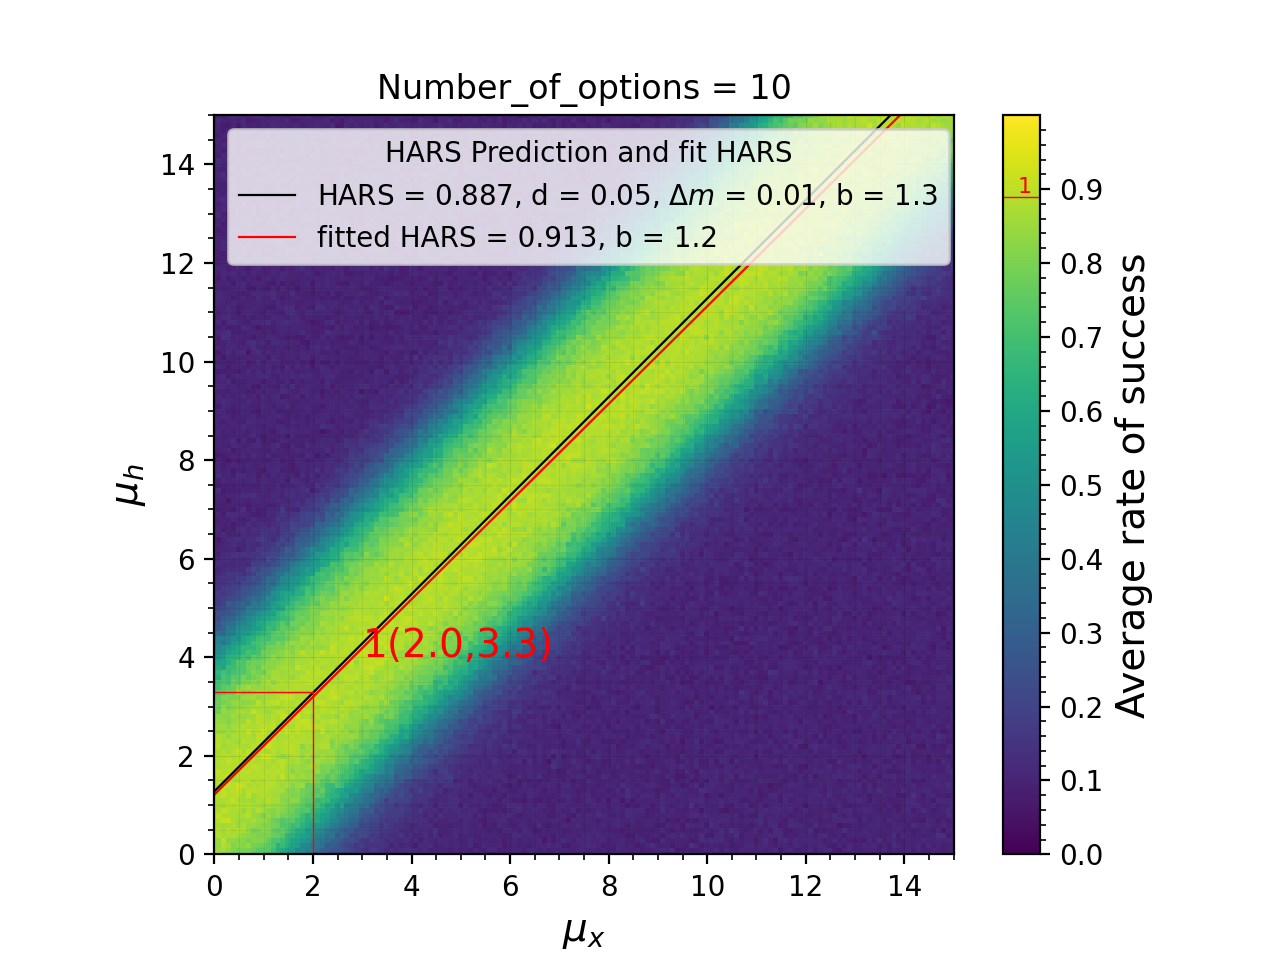 Number_of_options = 10
HARS Prediction and fit HARS
HARS = 0.887, d = 0.05, Δm = 0.01, b = 1.3
fitted HARS = 0.913, b = 1.2
14
12
10
8
6
4
2
0
μh
1(2.0,3.3)
0 2 4 6 8 10 12 14
μx
1
0.9
0.8
0.7
0.6
0.5
0.4
0.3
0.2
0.1
0.0
Average rate of success